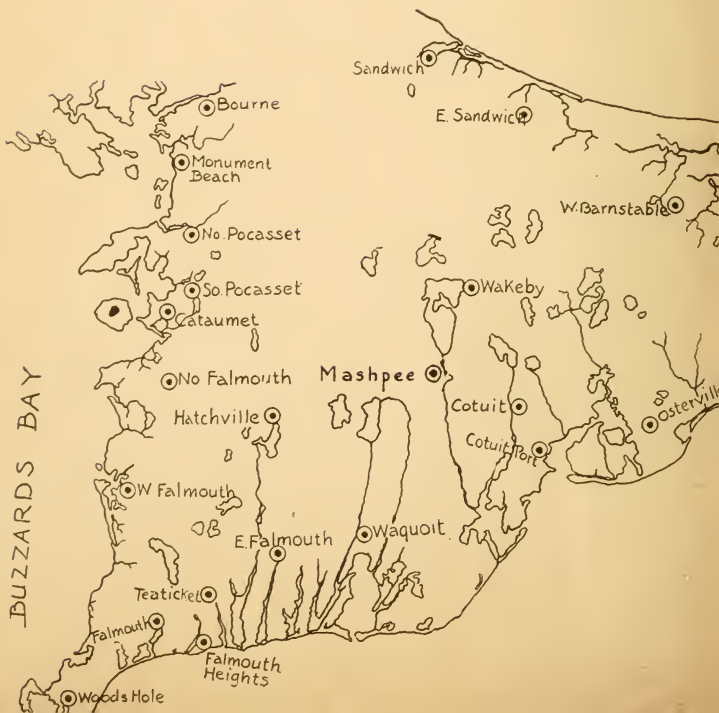 Sandwich
Bourne
E. Sandwich
Monument
Beach
W. Barnstable
No. Pocasset
So. Pocasset
Wakeby
Cataumet
Mashpee
No Falmouth
BUZZARDS BAY
Hatchville
Cotuit
Osterville
Cotuit Port
W Falmouth
E. Falmouth
Waquoit
Teaticket
Falmouth
Falmouth
Heights
Woods Hole